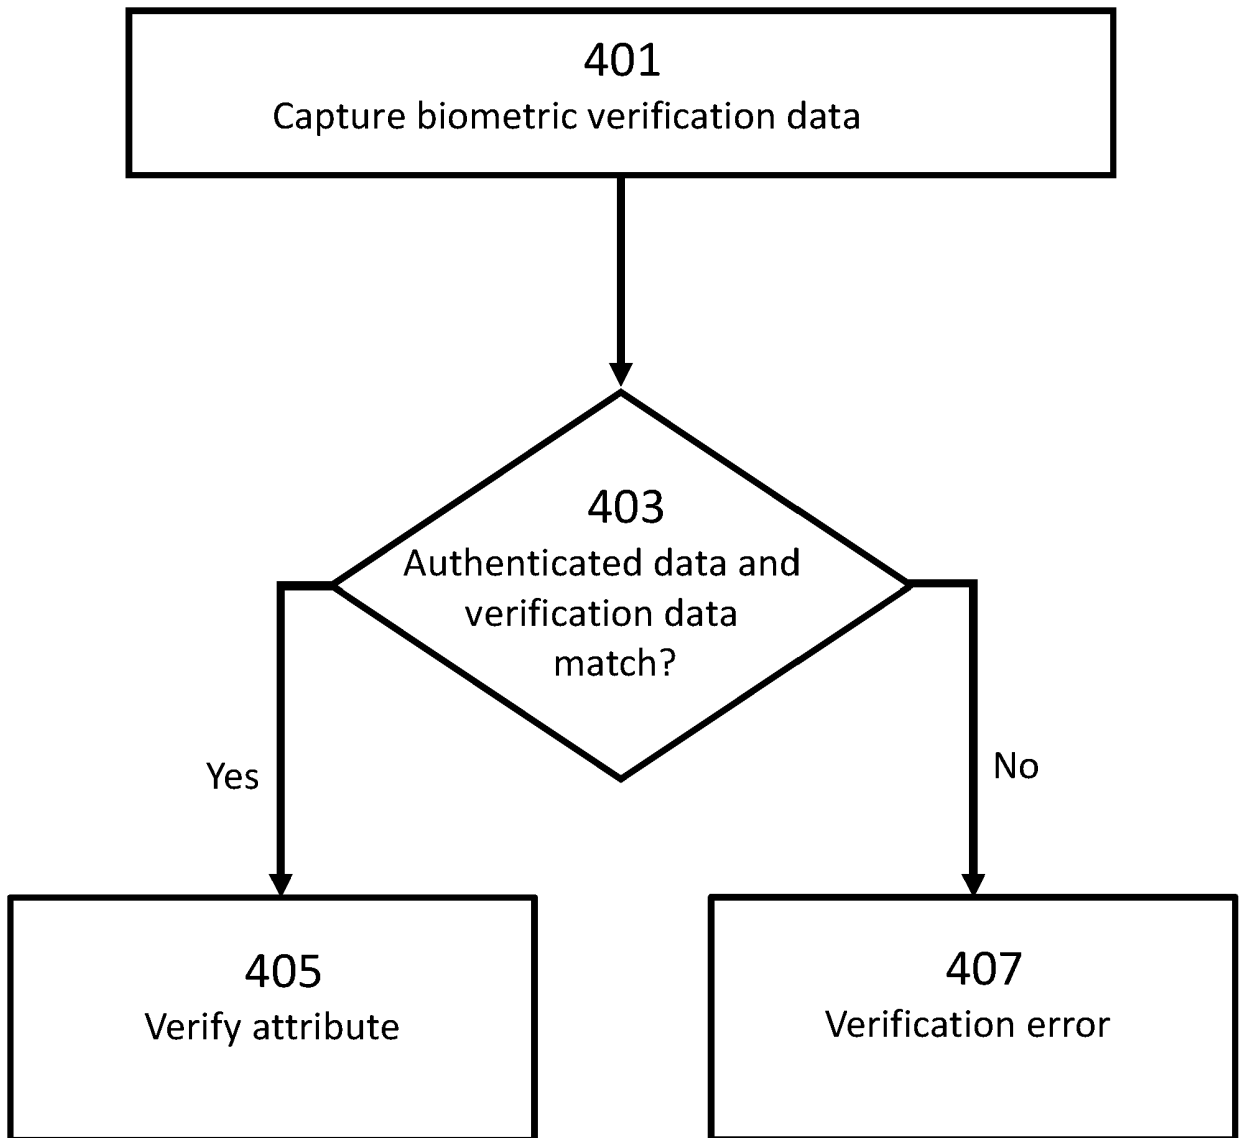 401
Capture biometric verification data
403
Authenticated data and
verification data
match?
Yes
No
405
Verify attribute
407
Verification error